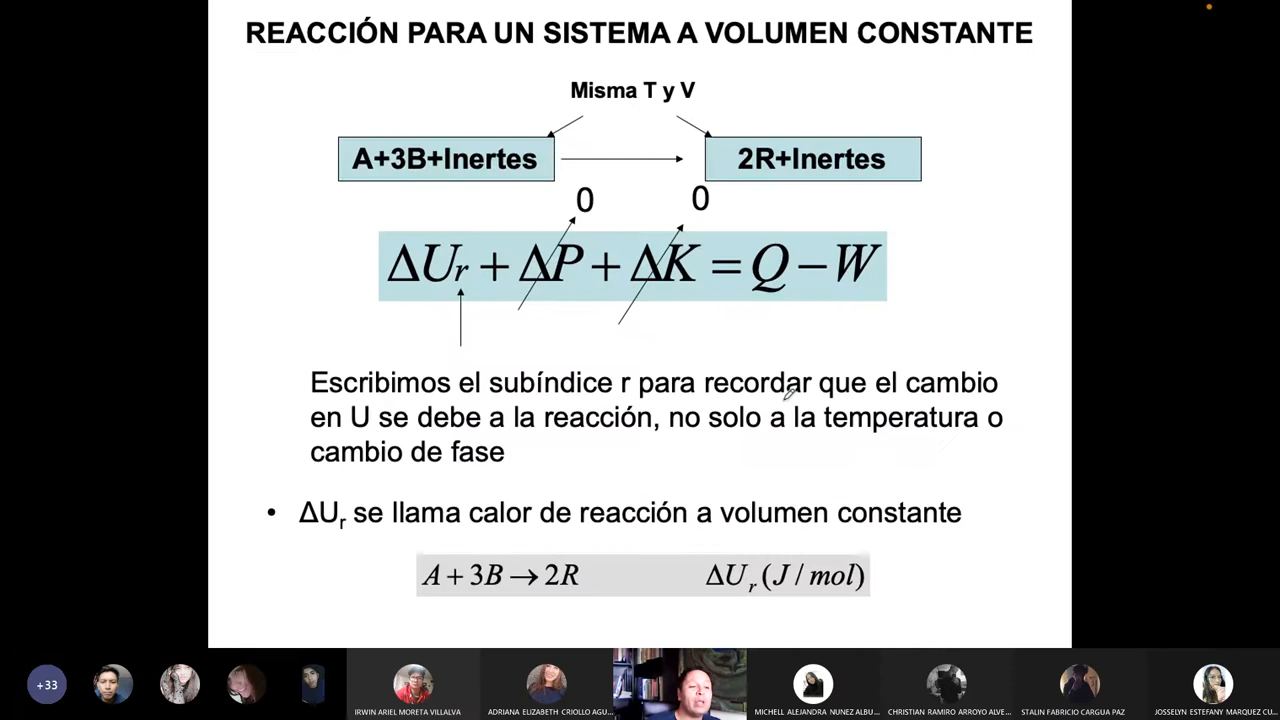 REACCIÓN PARA UN SISTEMA A VOLUMEN CONSTANTE
Misma T y V
A+3B+Inertes
2R+Inertes
0
0
ΔUr + ΔP + ΔK = Q − W
Escribimos el subíndice r para recordar que el cambio
en U se debe a la reacción, no solo a la temperatura o
cambio de fase
• ΔUr se llama calor de reacción a volumen constante
A + 3B → 2R
ΔUr (J / mol)
+33
IRWIN ARIEL MORETA VILLALVA
ADRIANA ELIZABETH CRIOLLO AGU...
MICHELL ALEJANDRA NUNEZ ALBU...
CHRISTIAN RAMIRO ARROYO ALVE...
STALIN FABRICIO CARGUA PAZ
JOSSELYN ESTEFANY MARQUEZ CU...